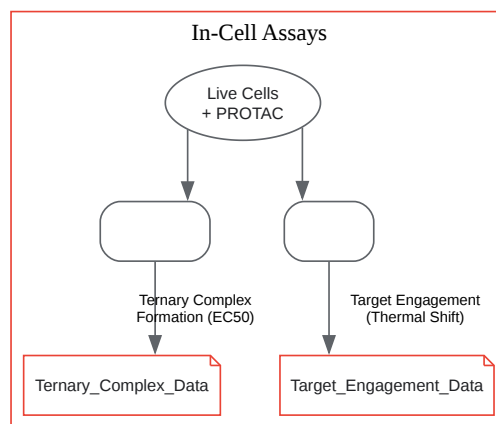 In-Cell Assays
Live Cells
+ PROTAC
Ternary Complex
Formation (EC50)
Target Engagement
(Thermal Shift)
Ternary_Complex_Data
Target_Engagement_Data